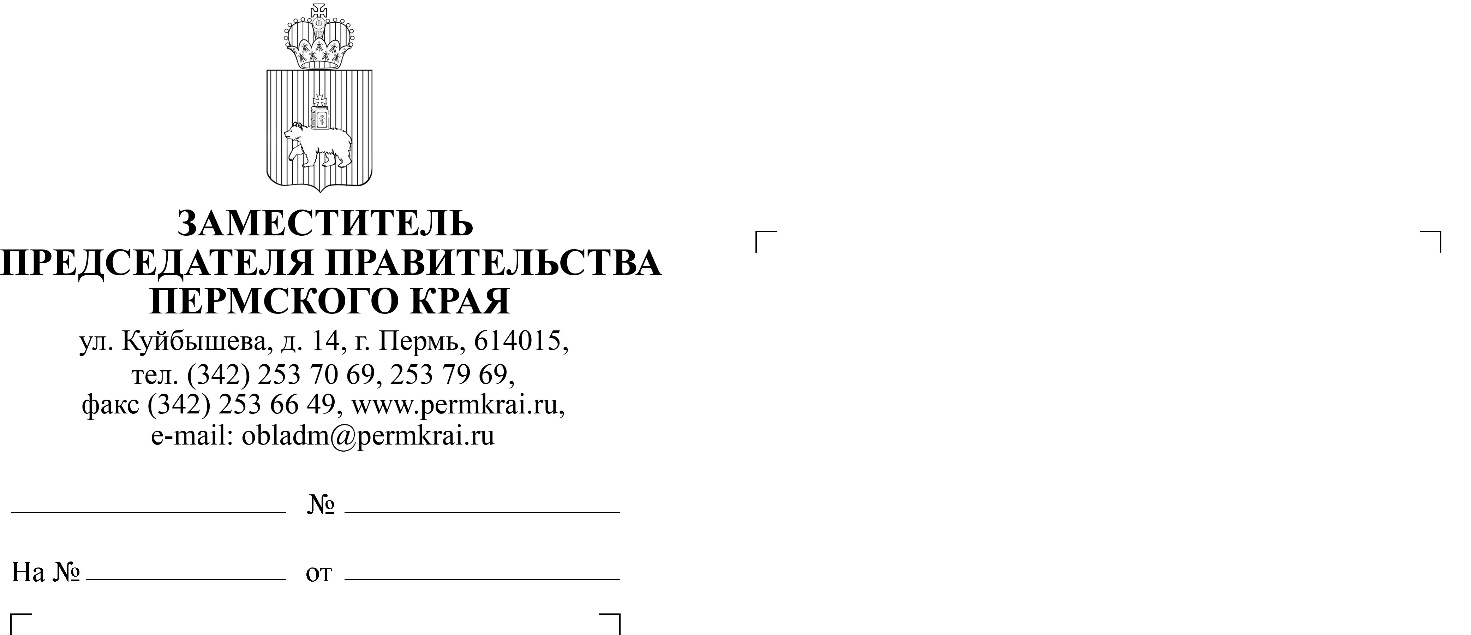 ЗАМЕСТИТЕЛЬ
ПРЕДСЕДАТЕЛЯ ПРАВИТЕЛЬСТВА
ПЕРМСКОГО КРАЯ
ул. Куйбышева, д. 14, г. Пермь, 614015,
тел. (342) 253 70 69, 253 79 69,
факс (342) 253 66 49, www.permkrai.ru,
e-mail: obladm@permkrai.ru
№
На № от